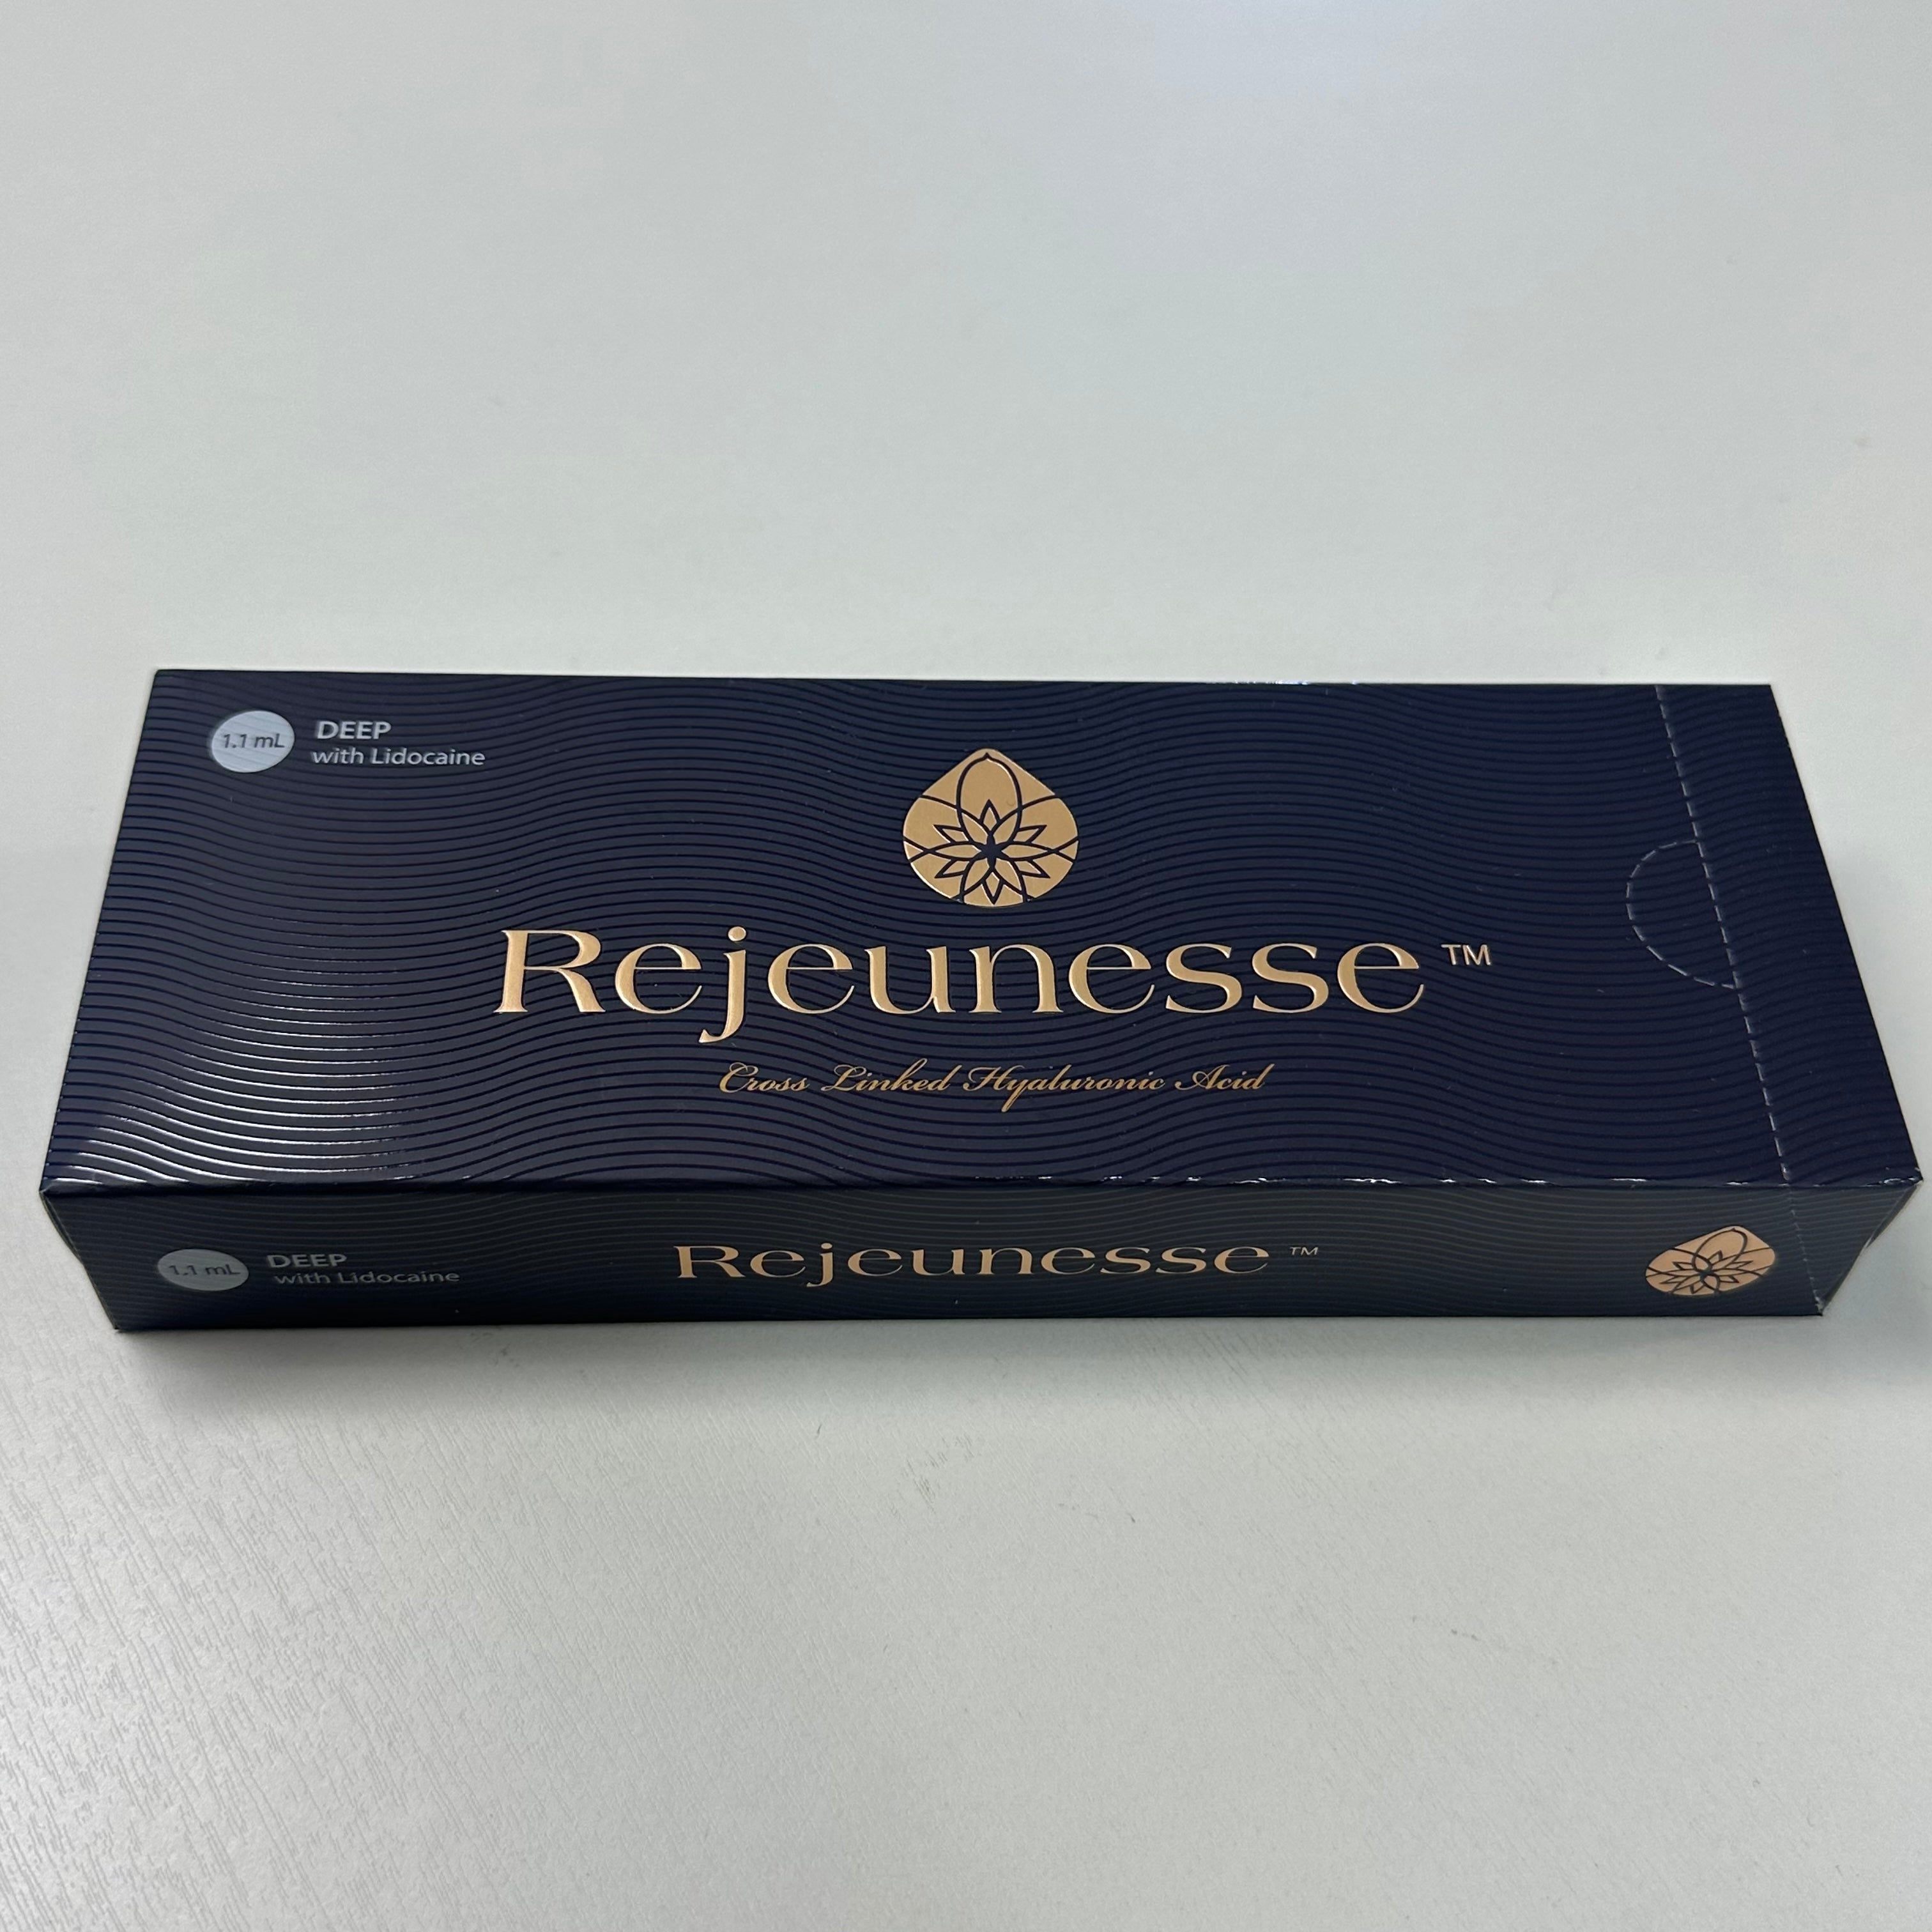 1.1 mL
DEEP
with Lidocaine
Rejeunesse™
Cross Linked Hyaluronic Acid
1.1 mL
DEEP
with Lidocaine
Rejeunesse™